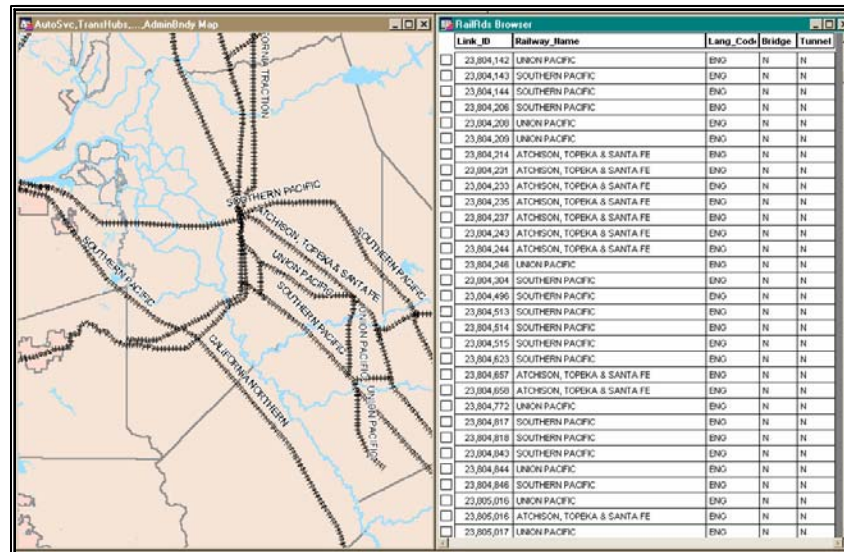 AutoSvc,TransHubs,...,AdminBndy Map
ORNIA TRACTION
SOUTHERN PACIFIC
ATCHISON, TOPEKA & SANTA FE
SOUTHERN PACIFIC
SOUTHERN PACIFIC
UNION PACIFIC
SOUTHERN PACIFIC
UNION PACIFIC
CALIFORNIA NORTHERN
UNION PACIFIC
RailRds Browser
Link_ID Railway_Name Lang_Code Bridge Tunnel
23,804,142 UNION PACIFIC ENG N N
23,804,143 SOUTHERN PACIFIC ENG N N
23,804,144 SOUTHERN PACIFIC ENG N N
23,804,206 SOUTHERN PACIFIC ENG N N
23,804,208 UNION PACIFIC ENG N N
23,804,209 UNION PACIFIC ENG N N
23,804,214 ATCHISON, TOPEKA & SANTA FE ENG N N
23,804,231 ATCHISON, TOPEKA & SANTA FE ENG N N
23,804,233 ATCHISON, TOPEKA & SANTA FE ENG N N
23,804,235 ATCHISON, TOPEKA & SANTA FE ENG N N
23,804,237 ATCHISON, TOPEKA & SANTA FE ENG N N
23,804,243 ATCHISON, TOPEKA & SANTA FE ENG N N
23,804,244 ATCHISON, TOPEKA & SANTA FE ENG N N
23,804,246 UNION PACIFIC ENG N N
23,804,304 SOUTHERN PACIFIC ENG N N
23,804,496 SOUTHERN PACIFIC ENG N N
23,804,513 SOUTHERN PACIFIC ENG N N
23,804,514 SOUTHERN PACIFIC ENG N N
23,804,515 SOUTHERN PACIFIC ENG N N
23,804,623 SOUTHERN PACIFIC ENG N N
23,804,657 ATCHISON, TOPEKA & SANTA FE ENG N N
23,804,658 ATCHISON, TOPEKA & SANTA FE ENG N N
23,804,772 UNION PACIFIC ENG N N
23,804,817 SOUTHERN PACIFIC ENG N N
23,804,818 SOUTHERN PACIFIC ENG N N
23,804,843 SOUTHERN PACIFIC ENG N N
23,804,844 UNION PACIFIC ENG N N
23,804,846 SOUTHERN PACIFIC ENG N N
23,805,016 UNION PACIFIC ENG N N
23,805,016 ATCHISON, TOPEKA & SANTA FE ENG N N
23,805,017 UNION PACIFIC ENG N N